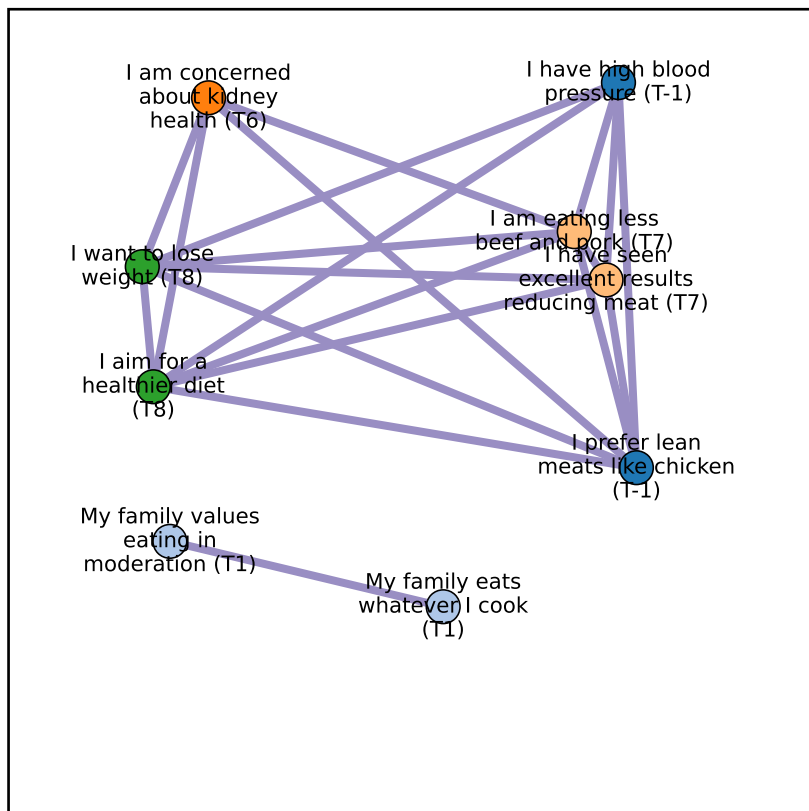 I am concerned
about kidney
health (T6)
I have high blood
pressure (T-1)
I am eating less
beef and pork (T7)
I have seen
excellent results
reducing meat (T7)
I want to lose
weight (T8)
I aim for a
healthier diet
(T8)
I prefer lean
meats like chicken
(T-1)
My family values
eating in
moderation (T1)
My family eats
whatever I cook
(T1)